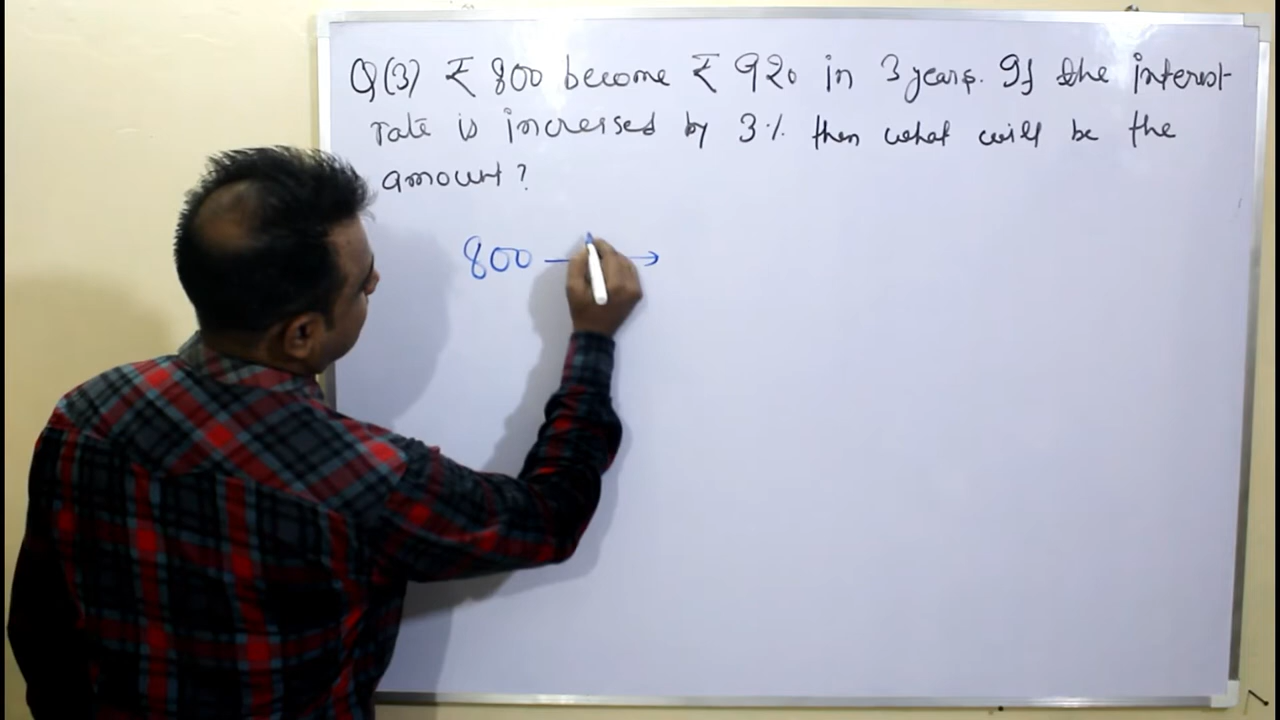 Q(3) ₹ 800 become ₹ 920 in 3 years. If the interest
rate is increased by 3% then what will be the
amount?
800 →